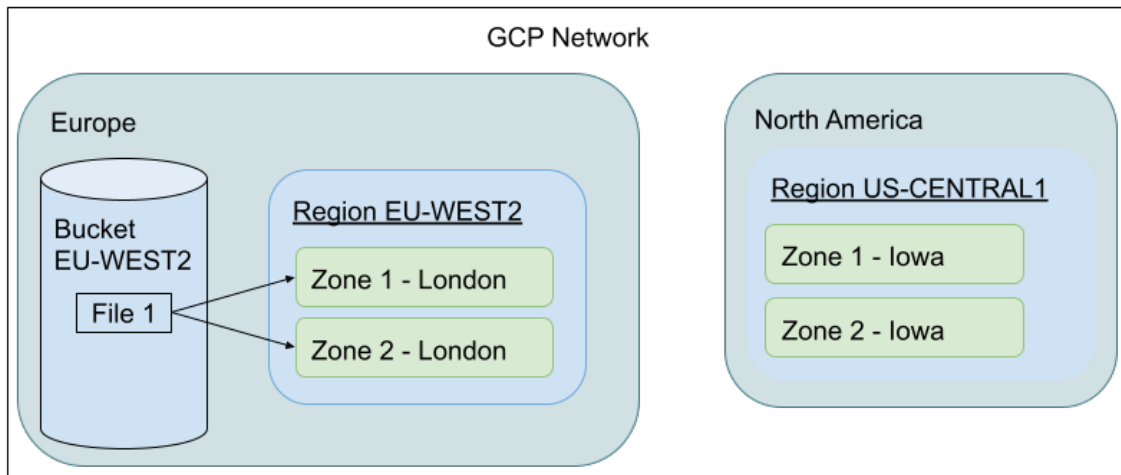 GCP Network
Europe
Bucket
EU-WEST2
File 1
Region EU-WEST2
Zone 1 - London
Zone 2 - London
North America
Region US-CENTRAL1
Zone 1 - Iowa
Zone 2 - Iowa